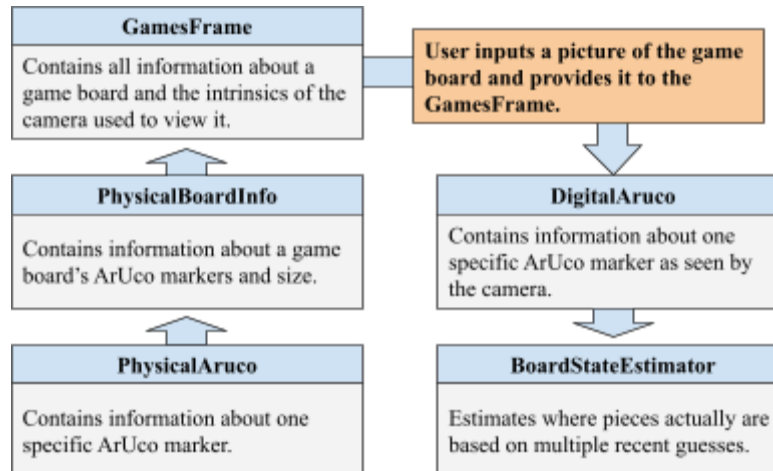 GamesFrame
Contains all information about a
game board and the intrinsics of the
camera used to view it.
User inputs a picture of the game
board and provides it to the
GamesFrame.
PhysicalBoardInfo
Contains information about a game
board's ArUco markers and size.
DigitalAruco
Contains information about one
specific ArUco marker as seen by
the camera.
PhysicalAruco
Contains information about one
specific ArUco marker.
BoardStateEstimator
Estimates where pieces actually are
based on multiple recent guesses.